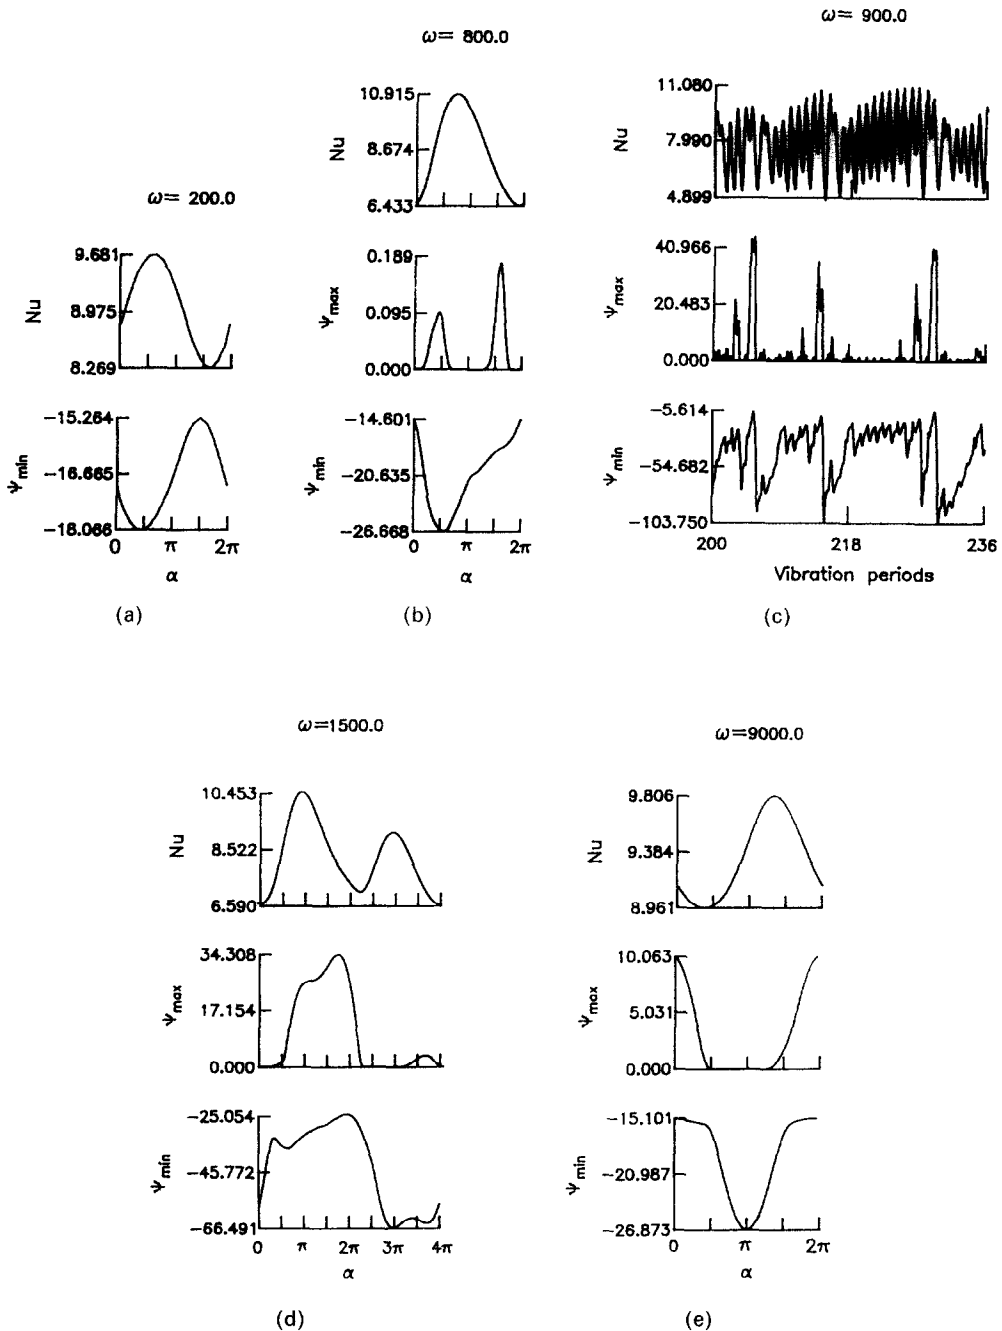 ω= 200.0
Nu
9.681
8.975
8.269
Ψmin
−15.264
−16.665
−18.066
0 π 2π
α
(a)
ω= 800.0
Nu
10.915
8.674
6.433
Ψmax
0.189
0.095
0.000
Ψmin
−14.601
−20.635
−26.668
0 π 2π
α
(b)
ω= 900.0
Nu
11.080
7.990
4.899
Ψmax
40.966
20.483
0.000
Ψmin
−5.614
−54.682
−103.750
200 218 236
Vibration periods
(c)
ω=1500.0
Nu
10.453
8.522
6.590
Ψmax
34.308
17.154
0.000
Ψmin
−25.054
−45.772
−66.491
0 π 2π 3π 4π
α
(d)
ω=9000.0
Nu
9.806
9.384
8.961
Ψmax
10.063
5.031
0.000
Ψmin
−15.101
−20.987
−26.873
0 π 2π
α
(e)